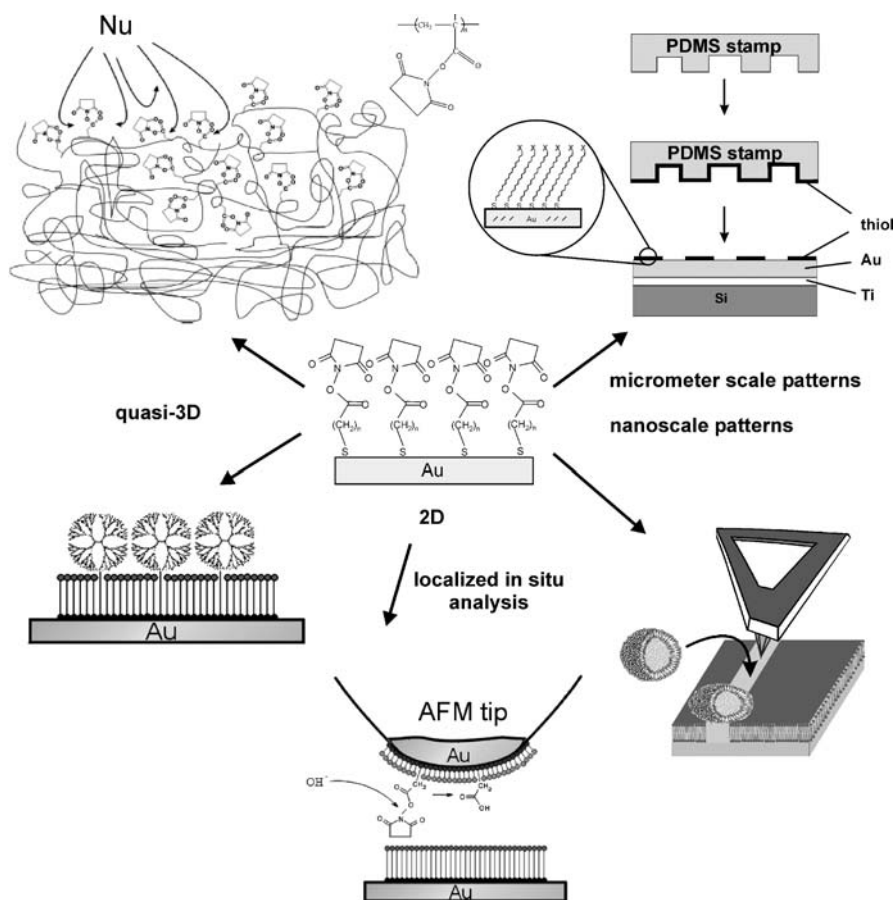 Nu
PDMS stamp
PDMS stamp
Au
thiol
Au
Ti
Si
micrometer scale patterns
nanoscale patterns
quasi-3D
Au
2D
localized in situ
analysis
Au
AFM tip
Au
OH⁻
Au